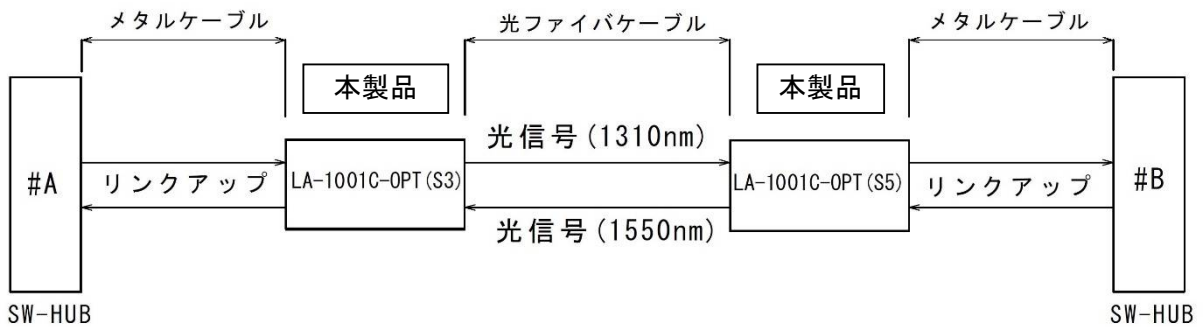 メタルケーブル
光ファイバケーブル
メタルケーブル
本製品
本製品
光信号(1310nm)
#A
リンクアップ
LA-1001C-OPT(S3)
LA-1001C-OPT(S5)
リンクアップ
#B
光信号(1550nm)
SW-HUB
SW-HUB